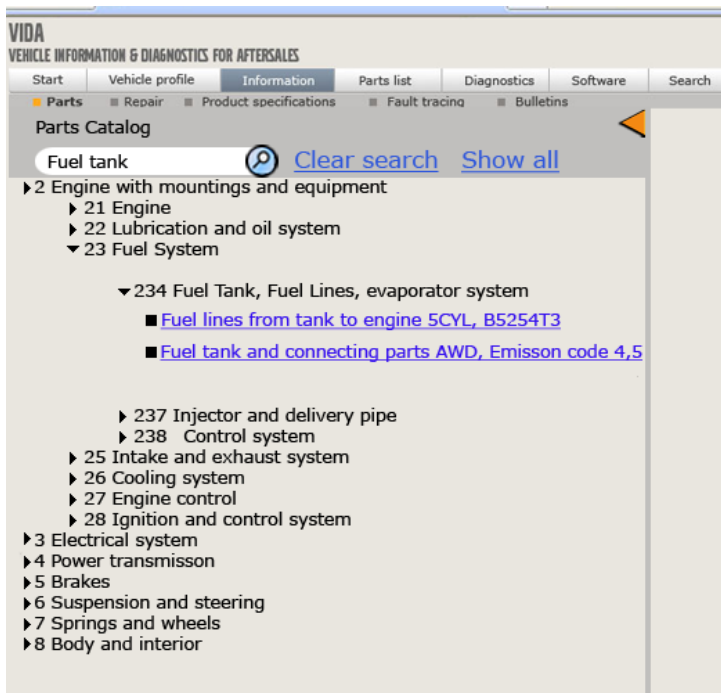 VIDA
VEHICLE INFORMATION & DIAGNOSTICS FOR AFTERSALES
Start Vehicle profile Information Parts list Diagnostics Software Search
Parts Repair Product specifications Fault tracing Bulletins
Parts Catalog
Fuel tank Clear search Show all
2 Engine with mountings and equipment
21 Engine
22 Lubrication and oil system
23 Fuel System
234 Fuel Tank, Fuel Lines, evaporator system
Fuel lines from tank to engine 5CYL, B5254T3
Fuel tank and connecting parts AWD, Emisson code 4,5
237 Injector and delivery pipe
238 Control system
25 Intake and exhaust system
26 Cooling system
27 Engine control
28 Ignition and control system
3 Electrical system
4 Power transmisson
5 Brakes
6 Suspension and steering
7 Springs and wheels
8 Body and interior